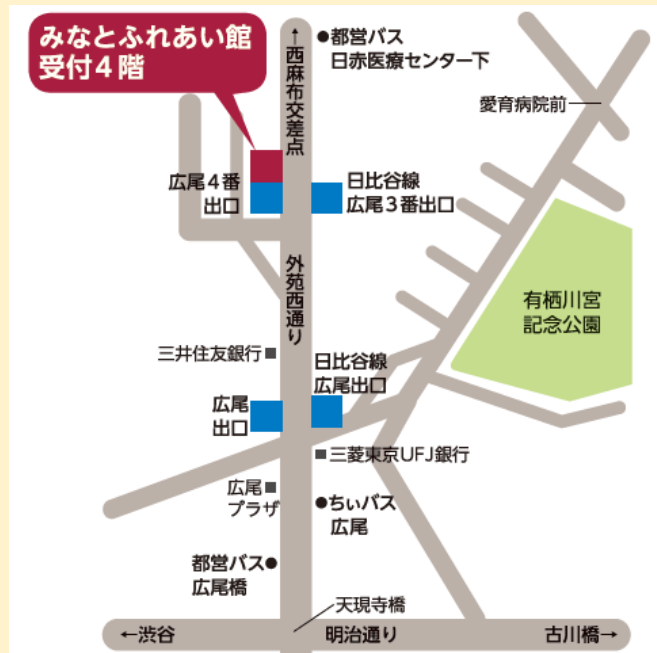 みなとふれあい館
受付4階
●都営バス
日赤医療センター下
↑西麻布交差点
愛育病院前
広尾4番
出口
日比谷線
広尾3番出口
外苑西通り
有栖川宮
記念公園
三井住友銀行■
日比谷線
広尾出口
広尾
出口
■三菱東京UFJ銀行
広尾■
プラザ
●ちぃバス
広尾
都営バス●
広尾橋
天現寺橋
←渋谷
明治通り
古川橋→